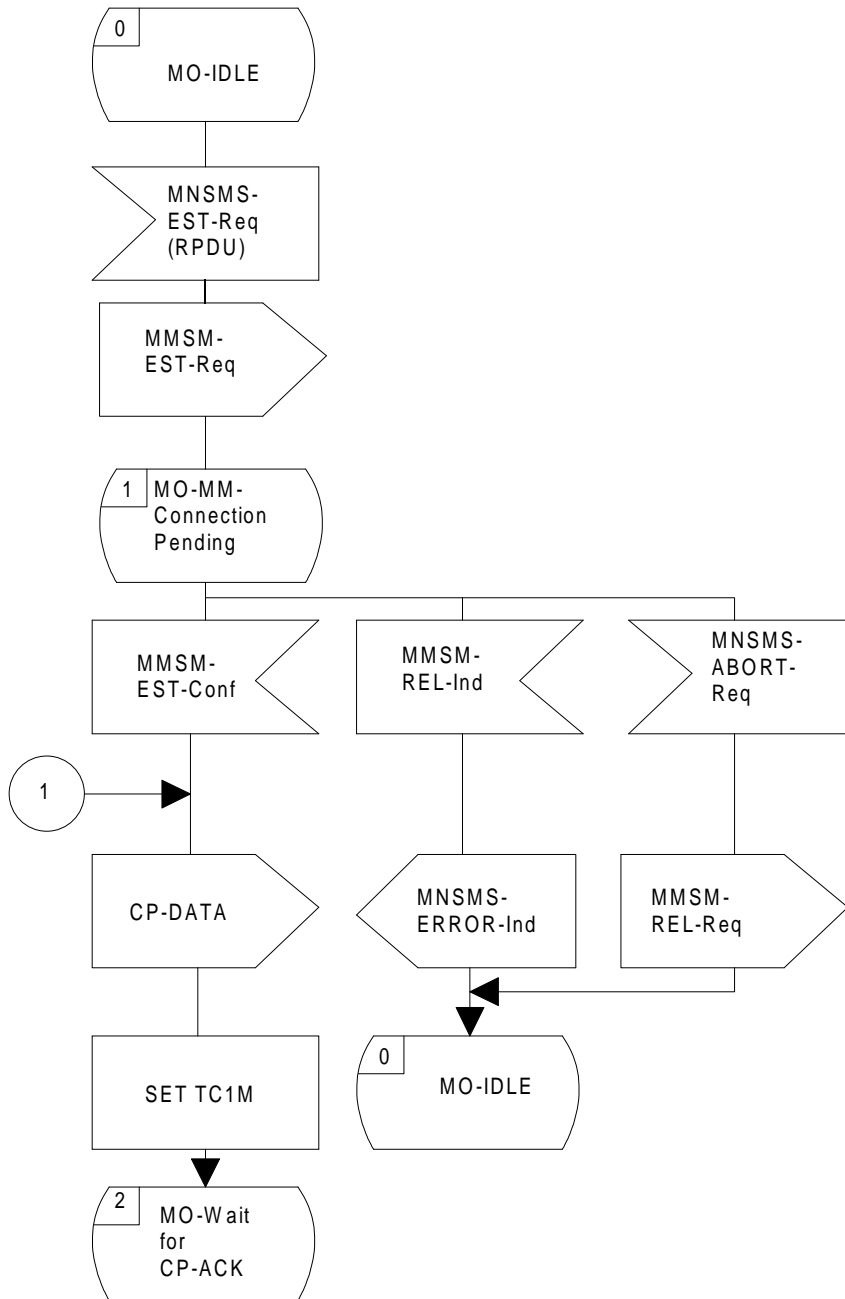 0
MO-IDLE
MNSMS-
EST-Req
(RPDU)
MMSM-
EST-Req
1
MO-MM-
Connection
Pending
MMSM-
EST-Conf
MMSM-
REL-Ind
MNSMS-
ABORT-
Req
1
CP-DATA
MNSMS-
ERROR-Ind
MMSM-
REL-Req
SET TC1M
0
MO-IDLE
2
MO-Wait
for
CP-ACK